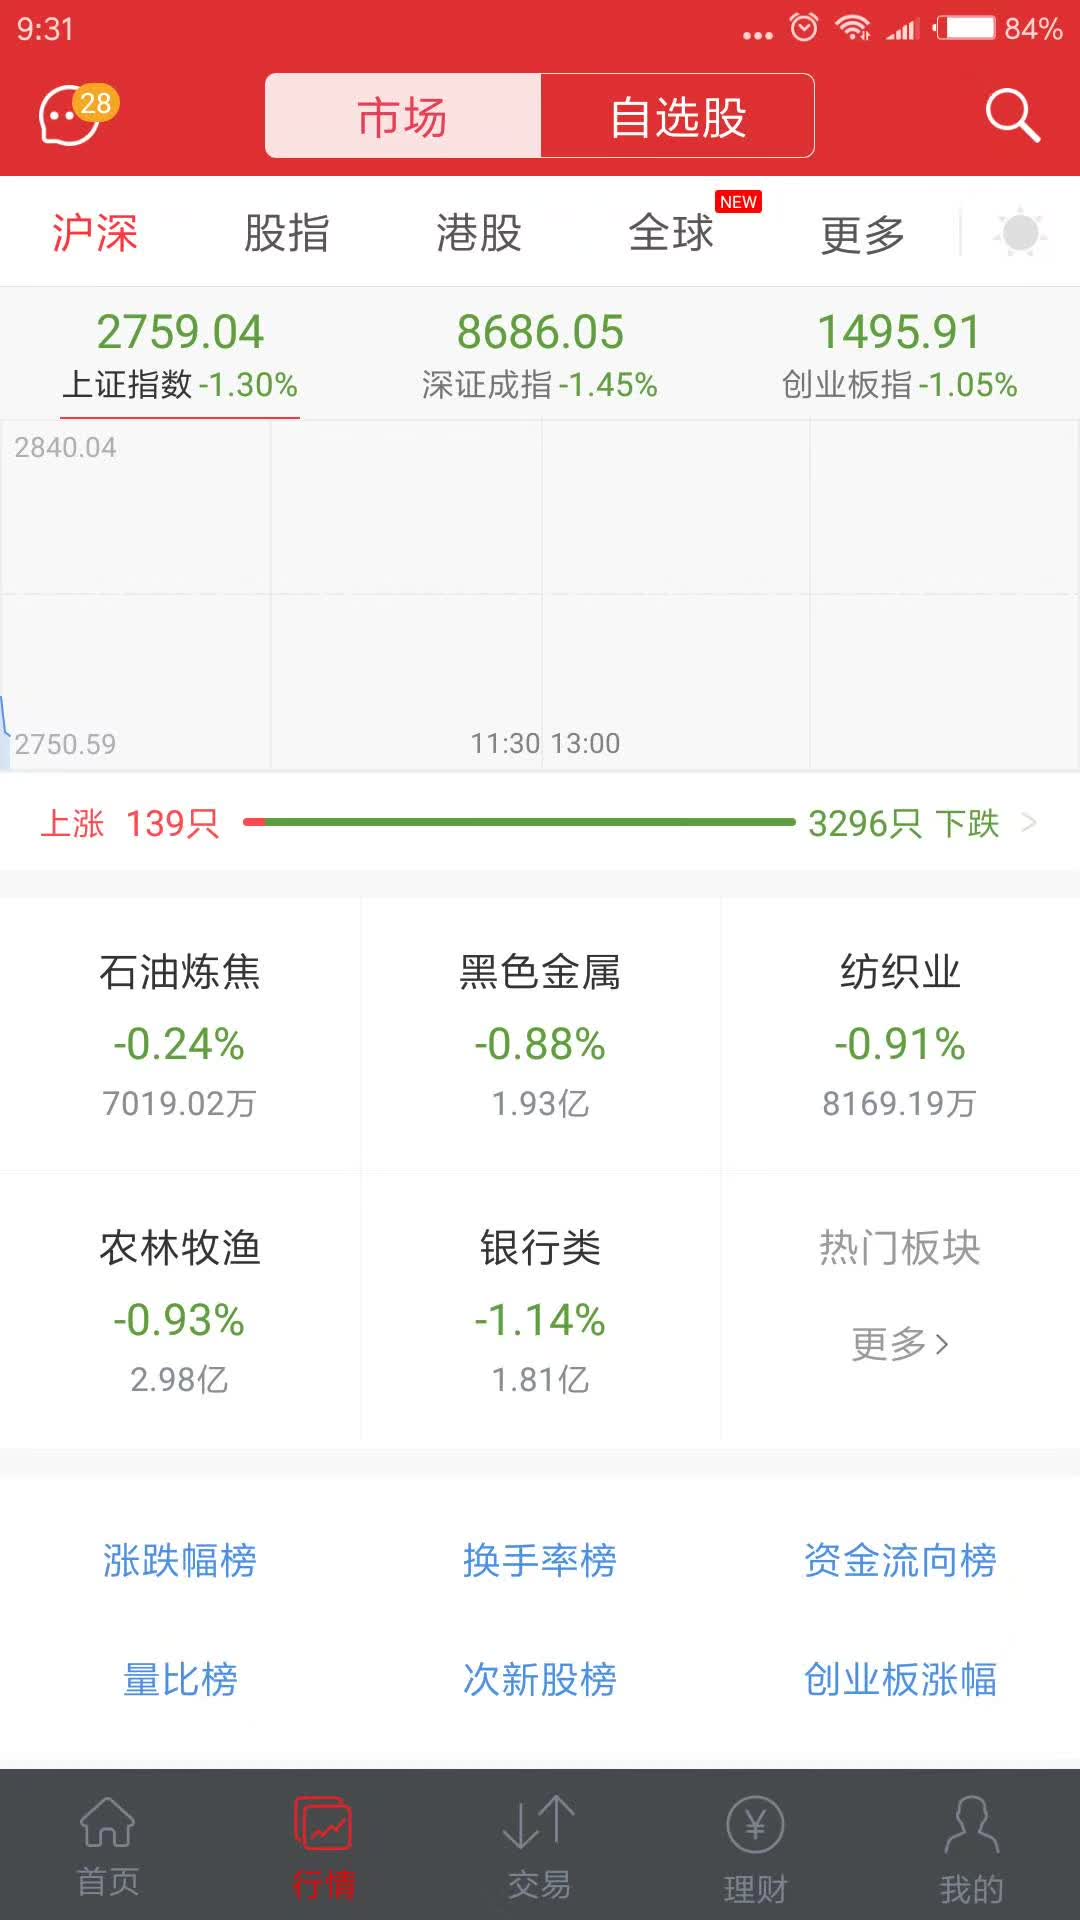 9:31
84%
28
市场 自选股
沪深 股指 港股 全球 NEW 更多
2759.04 8686.05 1495.91
上证指数 -1.30% 深证成指 -1.45% 创业板指 -1.05%
2840.04
2750.59 11:30 13:00
上涨 139只 3296只 下跌 >
石油炼焦 黑色金属 纺织业
-0.24% -0.88% -0.91%
7019.02万 1.93亿 8169.19万
农林牧渔 银行类 热门板块
-0.93% -1.14% 更多 >
2.98亿 1.81亿
涨跌幅榜 换手率榜 资金流向榜
量比榜 次新股榜 创业板涨幅
首页 行情 交易 理财 我的